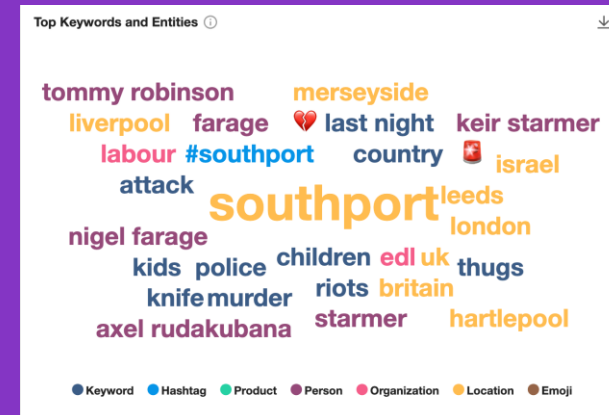 Top Keywords and Entities
tommy robinson merseyside
liverpool farage 💔 last night keir starmer
labour #southport country 🚨 israel
attack southport leeds
nigel farage london
kids police children edl uk thugs
knife murder riots britain
axel rudakubana starmer hartlepool
Keyword Hashtag Product Person Organization Location Emoji